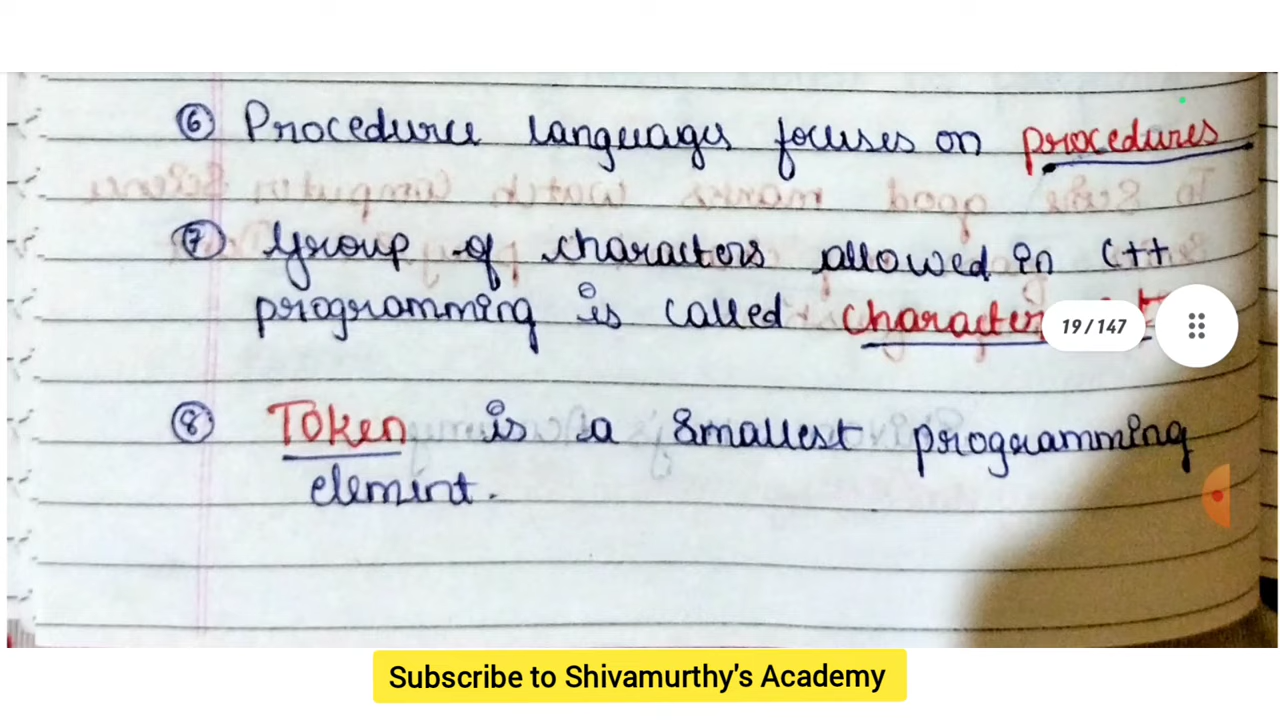 ⑥ Procedure languages focuses on procedures
⑦ Group of characters allowed in C++
programming is called character
19/147
⑧ Token is a smallest programming
element.
Subscribe to Shivamurthy's Academy